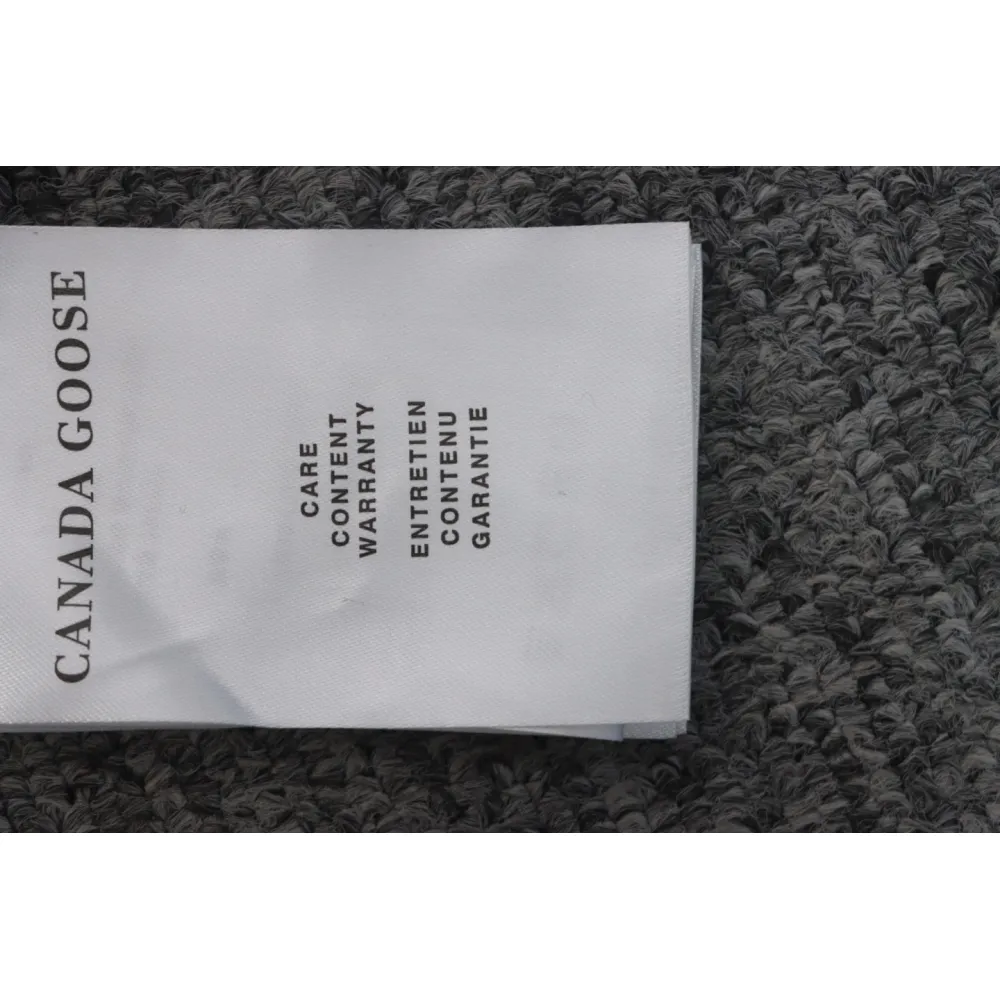 CANADA GOOSE
CARE
CONTENT
WARRANTY
ENTRETIEN
CONTENU
GARANTIE